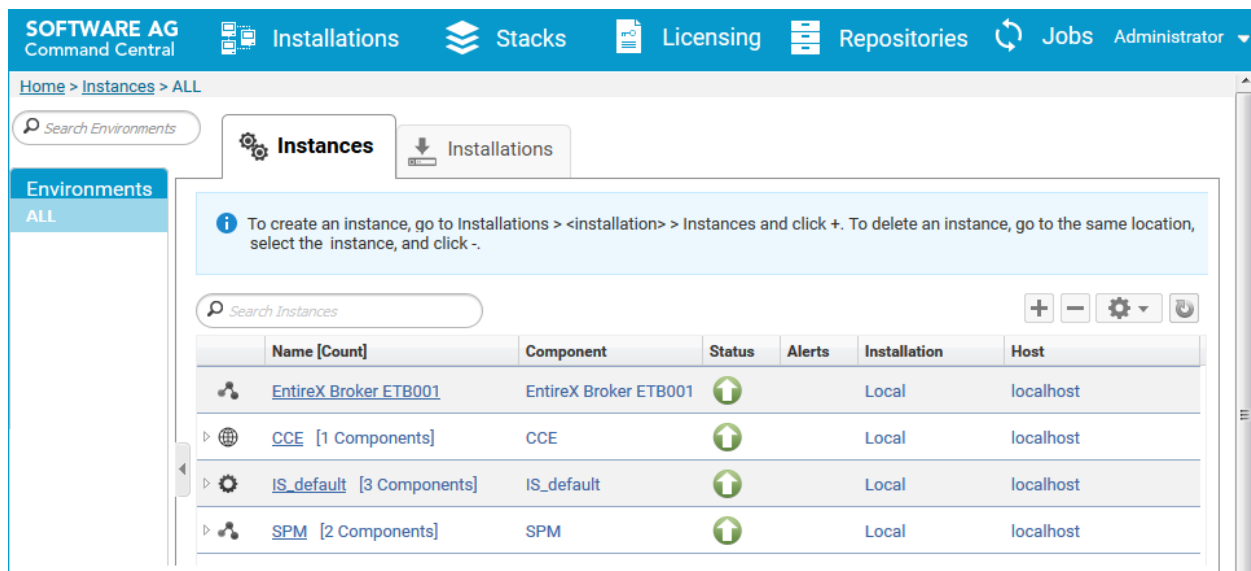 SOFTWARE AG
Command Central
Installations
Stacks
Licensing
Repositories
Jobs
Administrator
Home > Instances > ALL
Search Environments
Instances
Installations
Environments
ALL
To create an instance, go to Installations > <installation> > Instances and click +. To delete an instance, go to the same location,
select the instance, and click -.
Search Instances
Name [Count] Component Status Alerts Installation Host
EntireX Broker ETB001 EntireX Broker ETB001 Local localhost
CCE [1 Components] CCE Local localhost
IS_default [3 Components] IS_default Local localhost
SPM [2 Components] SPM Local localhost